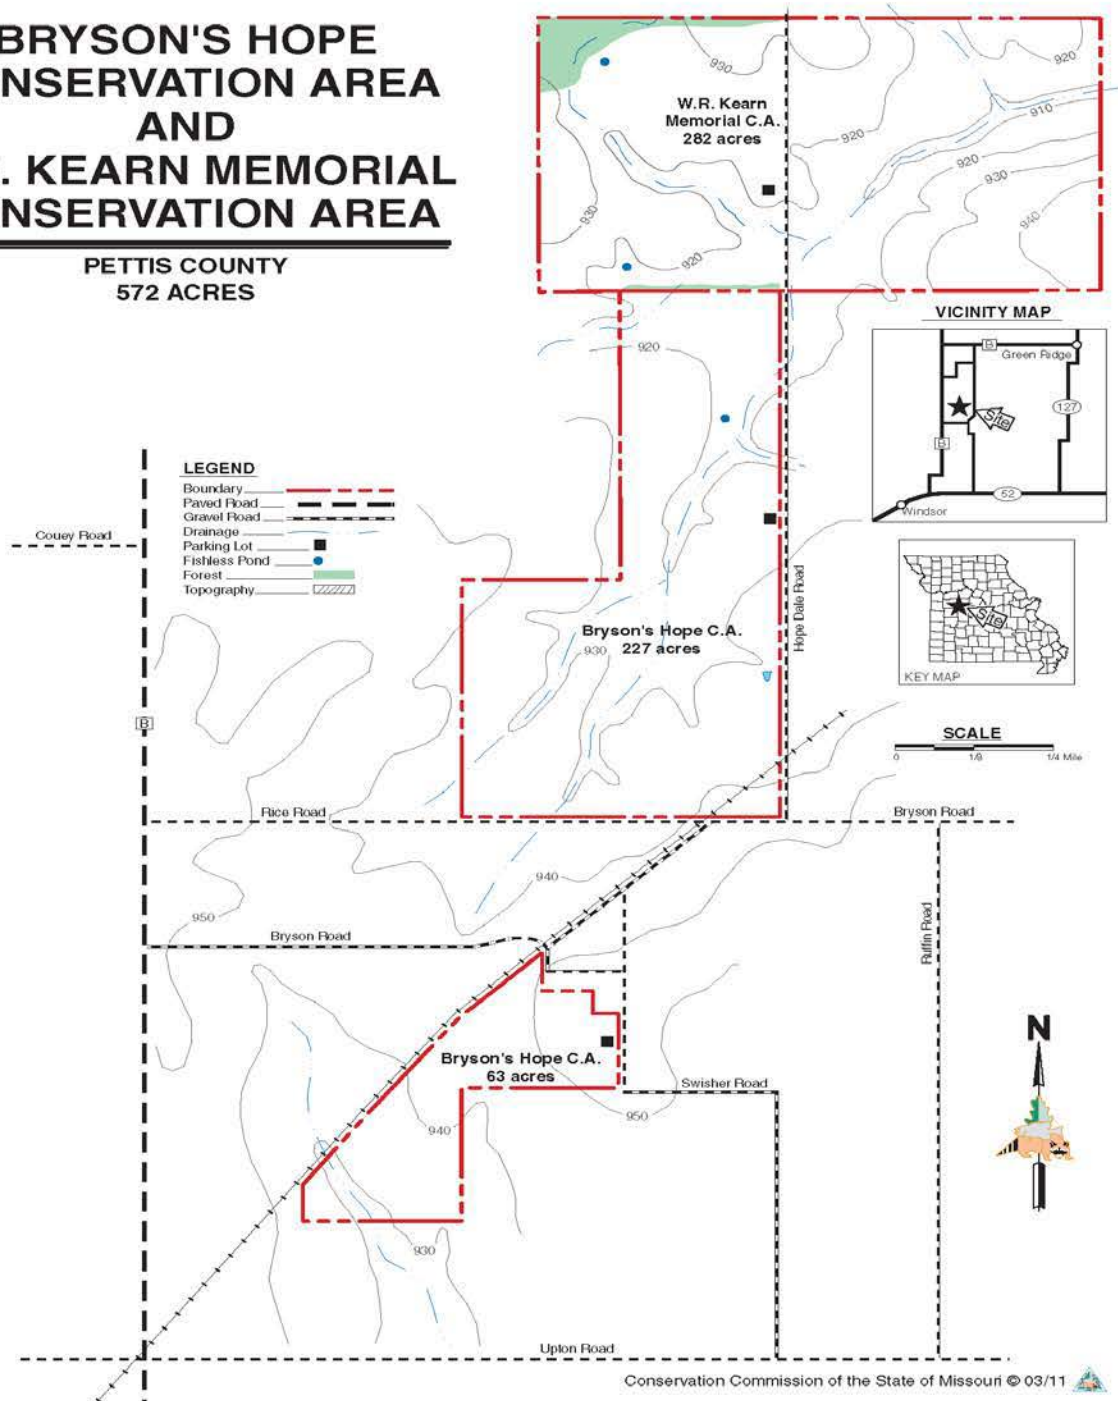 BRYSON'S HOPE
NSERVATION AREA
AND
. KEARN MEMORIAL
NSERVATION AREA
PETTIS COUNTY
572 ACRES
930
920
W.R. Kearn
Memorial C.A.
282 acres
910
920
920
930
930
940
920
VICINITY MAP
B
Green Ridge
127
Site
B
52
Windsor
920
LEGEND
Boundary
Paved Road
Gravel Road
Drainage
Parking Lot
Fishless Pond
Forest
Topography
Couey Road
Hope Dale Road
Site
KEY MAP
Bryson's Hope C.A.
930 227 acres
B
SCALE
0 1/8 1/4 Mile
Rice Road
Bryson Road
940
950
Bryson Road
Ruffin Road
N
Bryson's Hope C.A.
63 acres
Swisher Road
950
940
930
Upton Road
Conservation Commission of the State of Missouri © 03/11